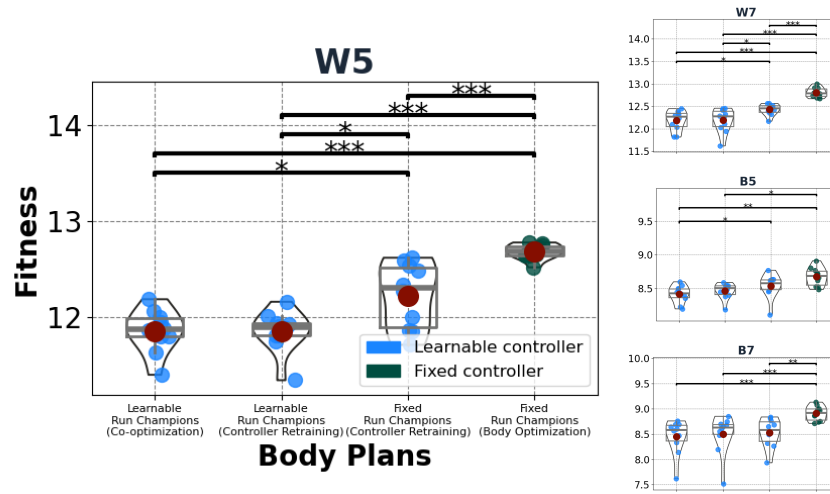 W5
Fitness
14
13
12
***
***
*
***
*
Learnable controller
Fixed controller
Learnable
Run Champions
(Co-optimization)
Learnable
Run Champions
(Controller Retraining)
Fixed
Run Champions
(Controller Retraining)
Fixed
Run Champions
(Body Optimization)
Body Plans
W7
14.0
13.5
13.0
12.5
12.0
11.5
***
***
*
***
*
B5
9.5
9.0
8.5
*
**
*
B7
10.0
9.5
9.0
8.5
8.0
7.5
**
***
***